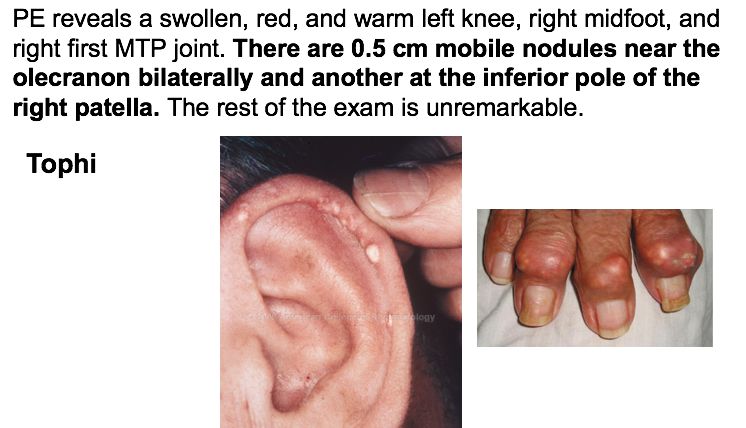 PE reveals a swollen, red, and warm left knee, right midfoot, and
right first MTP joint. There are 0.5 cm mobile nodules near the
olecranon bilaterally and another at the inferior pole of the
right patella. The rest of the exam is unremarkable.
Tophi